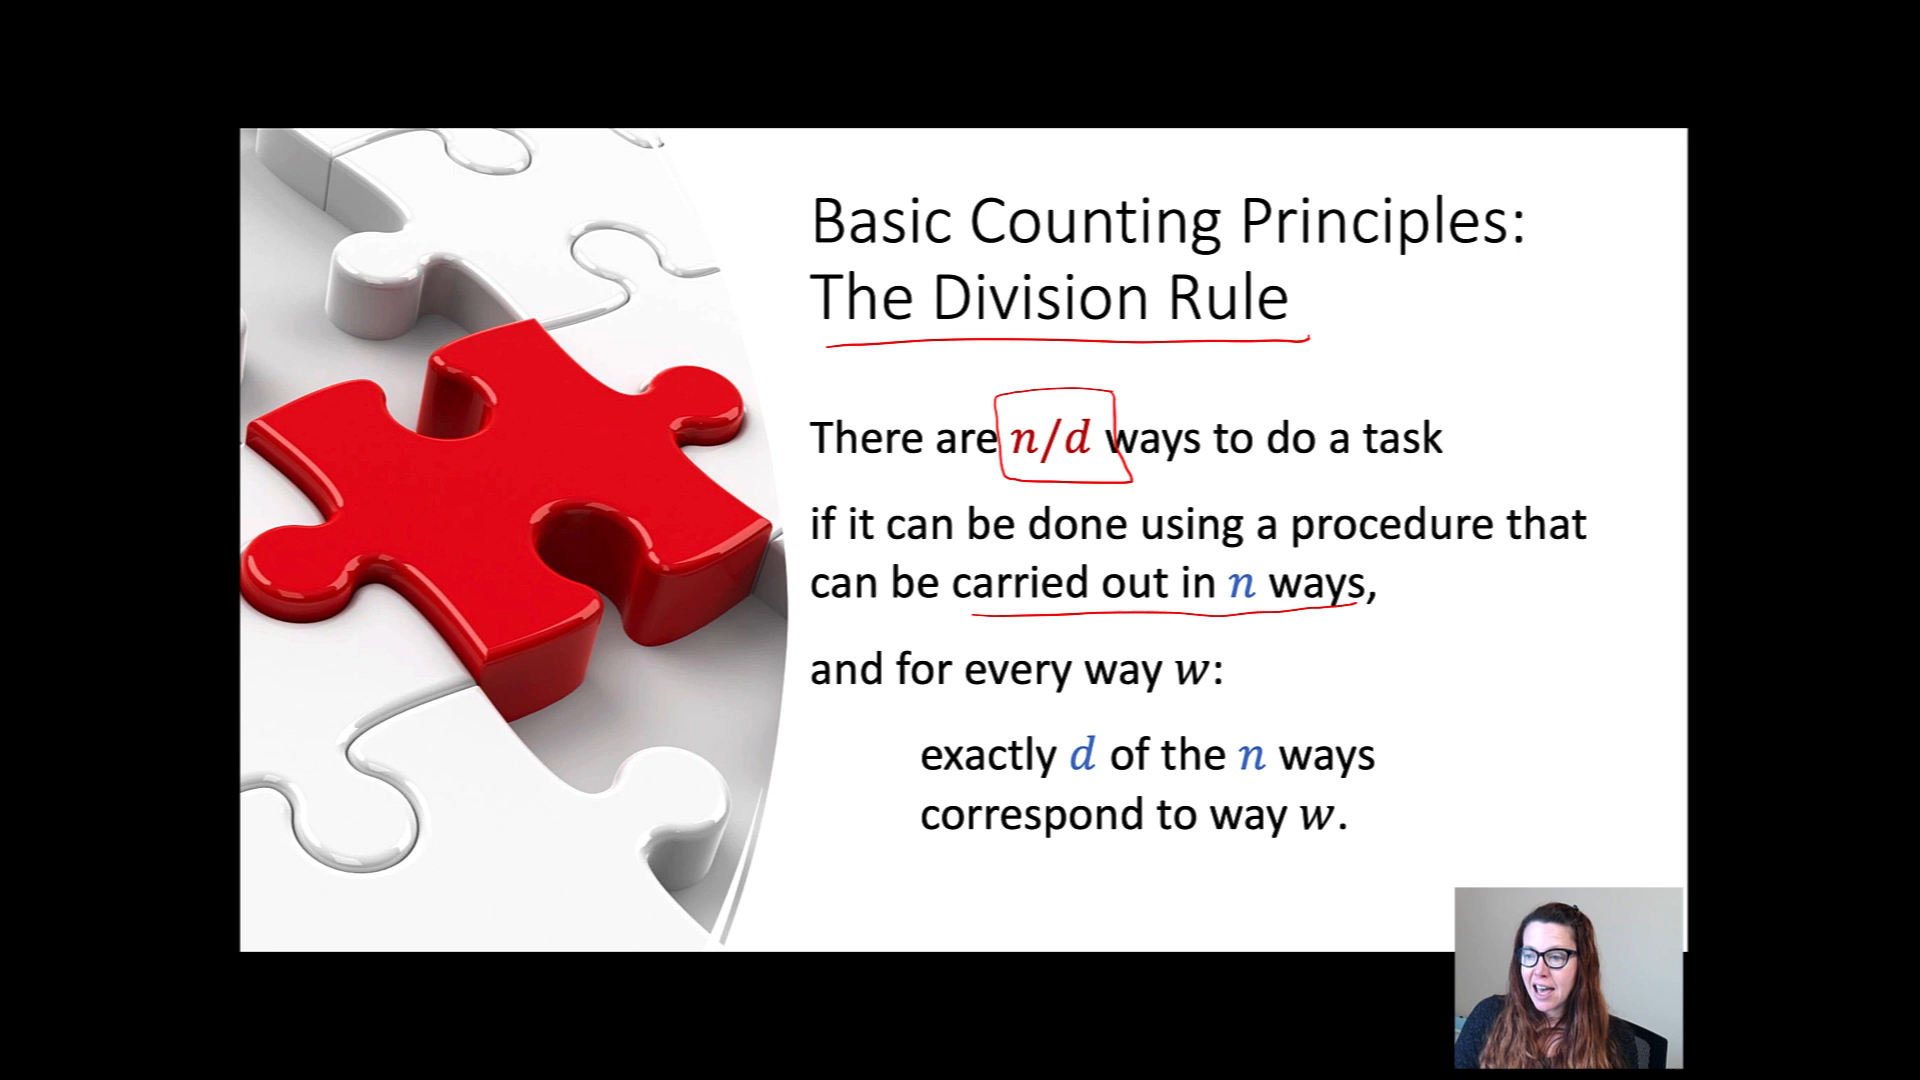 Basic Counting Principles:
The Division Rule
There are n/d ways to do a task
if it can be done using a procedure that
can be carried out in n ways,
and for every way w:
exactly d of the n ways
correspond to way w.